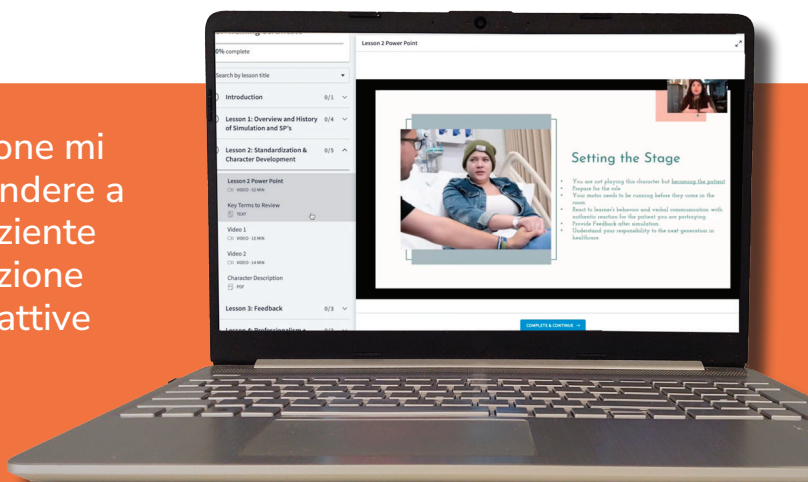 one mi
ndere a
ziente
zione
attive
0% complete
Search by lesson title
Introduction 0/1
Lesson 1: Overview and History 0/4
of Simulation and SP's
Lesson 2: Standardization & 0/5
Character Development
Lesson 2 Power Point
VIDEO · 52 MIN
Key Terms to Review
TEXT
Video 1
Video 2
VIDEO · 14 MIN
Character Description
PDF
Lesson 3: Feedback 0/3
Lesson 2 Power Point
Setting the Stage
• You are not playing this character but becoming the patient
• Prepare for the role
• Your motor needs to be running before they come in the
room.
• React to learner's behavior and verbal communication with
authentic reaction for the patient you are portraying.
• Provide Feedback after simulation.
• Understand your responsibility to the next generation in
healthcare
COMPLETE & CONTINUE →